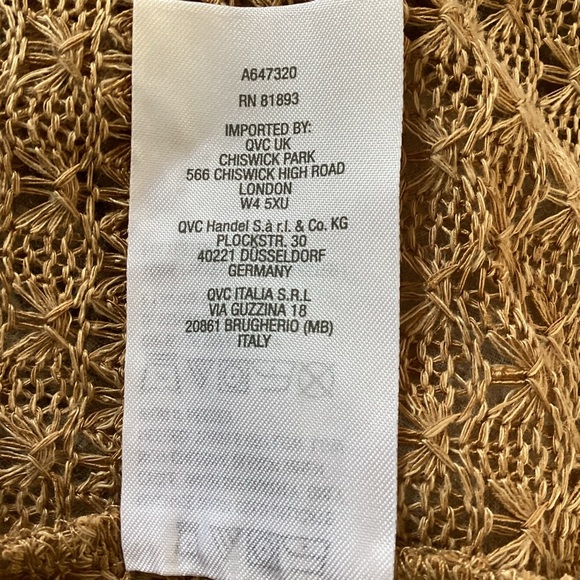 A647320
RN 81893
IMPORTED BY:
QVC UK
CHISWICK PARK
566 CHISWICK HIGH ROAD
LONDON
W4 5XU
QVC Handel S.à r.l. & Co. KG
PLOCKSTR. 30
40221 DÜSSELDORF
GERMANY
QVC ITALIA S.R.L
VIA GUZZINA 18
20861 BRUGHERIO (MB)
ITALY